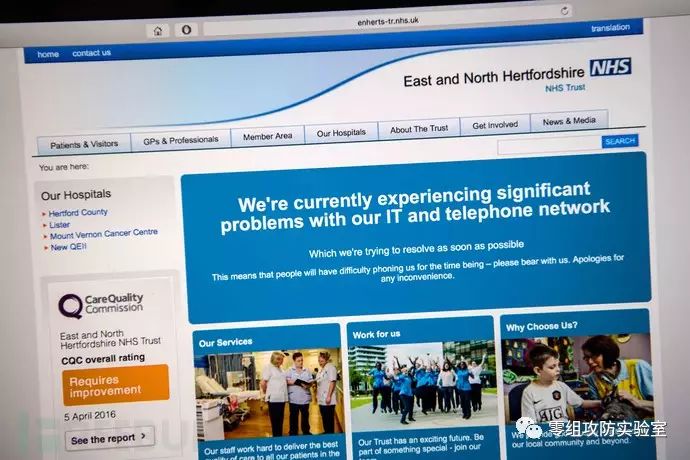 enherts-tr.nhs.uk
home contact us translation
East and North Hertfordshire NHS
NHS Trust
Patients & Visitors GPs & Professionals Member Area Our Hospitals About The Trust Get Involved News & Media
You are here:
SEARCH
Our Hospitals
Hertford County
Lister
Mount Vernon Cancer Centre
New QEII
We're currently experiencing significant
problems with our IT and telephone network
Which we're trying to resolve as soon as possible
This means that people will have difficulty phoning us for the time being – please bear with us. Apologies for
any inconvenience.
CareQuality
Commission
East and North
Hertfordshire NHS Trust
CQC overall rating
Requires
improvement
5 April 2016
See the report
Our Services
Our staff work hard to deliver the best
quality of care to all our patients in the
Work for us
Our Trust has an exciting future. Be
part of something special - join our
Why Choose Us?
our local community and beyond.
零组攻防实验室